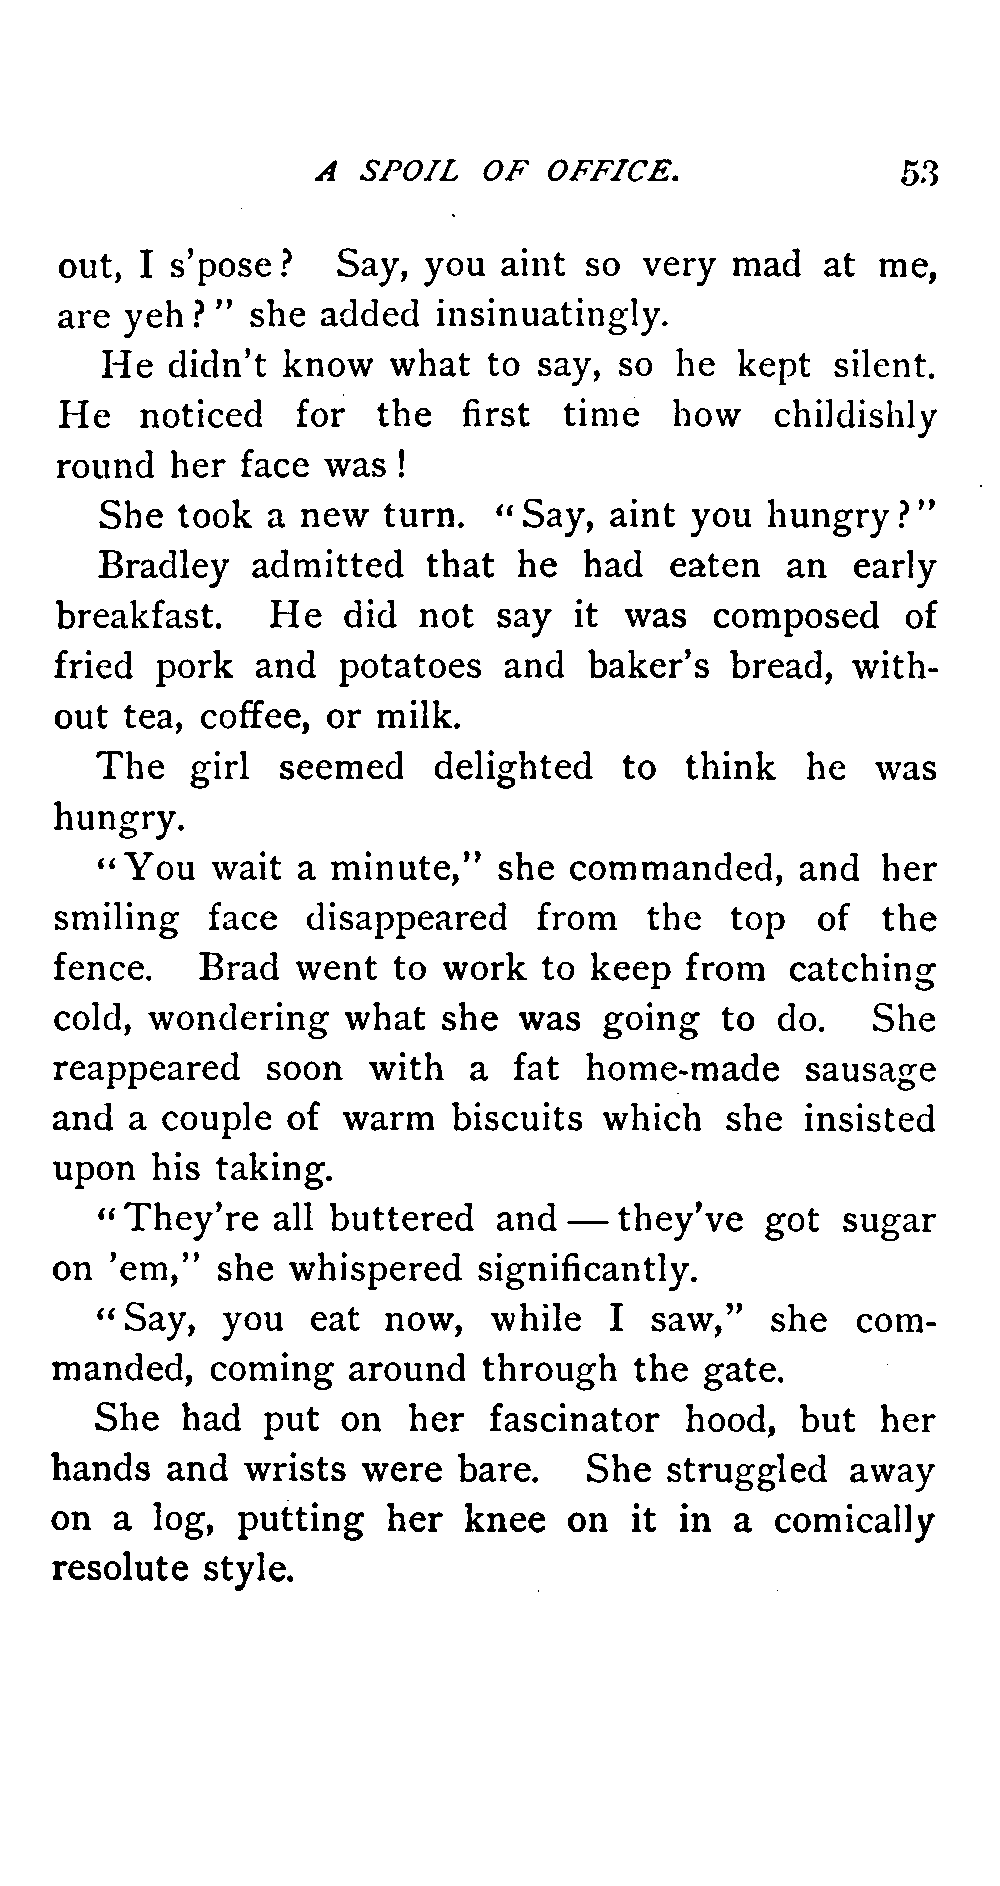 A SPOIL OF OFFICE. 53
out, I s'pose? Say, you aint so very mad at me,
are yeh?" she added insinuatingly.
He didn't know what to say, so he kept silent.
He noticed for the first time how childishly
round her face was!
She took a new turn. "Say, aint you hungry?"
Bradley admitted that he had eaten an early
breakfast. He did not say it was composed of
fried pork and potatoes and baker's bread, with-
out tea, coffee, or milk.
The girl seemed delighted to think he was
hungry.
"You wait a minute," she commanded, and her
smiling face disappeared from the top of the
fence. Brad went to work to keep from catching
cold, wondering what she was going to do. She
reappeared soon with a fat home-made sausage
and a couple of warm biscuits which she insisted
upon his taking.
"They're all buttered and — they've got sugar
on 'em," she whispered significantly.
"Say, you eat now, while I saw," she com-
manded, coming around through the gate.
She had put on her fascinator hood, but her
hands and wrists were bare. She struggled away
on a log, putting her knee on it in a comically
resolute style.